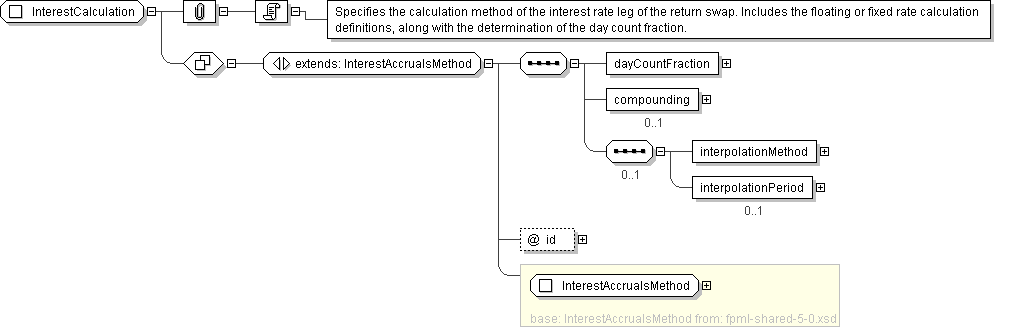 InterestCalculation
Specifies the calculation method of the interest rate leg of the return swap. Includes the floating or fixed rate calculation
definitions, along with the determination of the day count fraction.
extends: InterestAccrualsMethod
dayCountFraction
compounding
0..1
interpolationMethod
0..1
interpolationPeriod
0..1
@ id
InterestAccrualsMethod
base: InterestAccrualsMethod from: fpml-shared-5-0.xsd